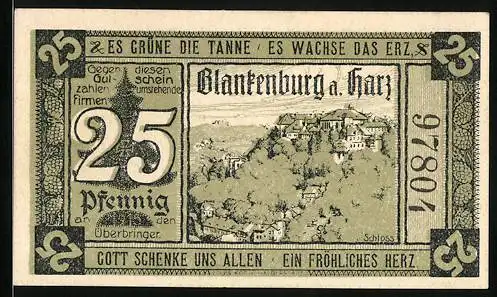 25 ES GRÜNE DIE TANNE / ES WACHSE DAS ERZ, 25
Gegen diesen
Gutschein
zahlen umstehende
Firmen
25
Pfennig
an den
Überbringer.
Blankenburg a. Harz
97804
Schloss
25 GOTT SCHENKE UNS ALLEN · EIN FRÖHLICHES HERZ 25